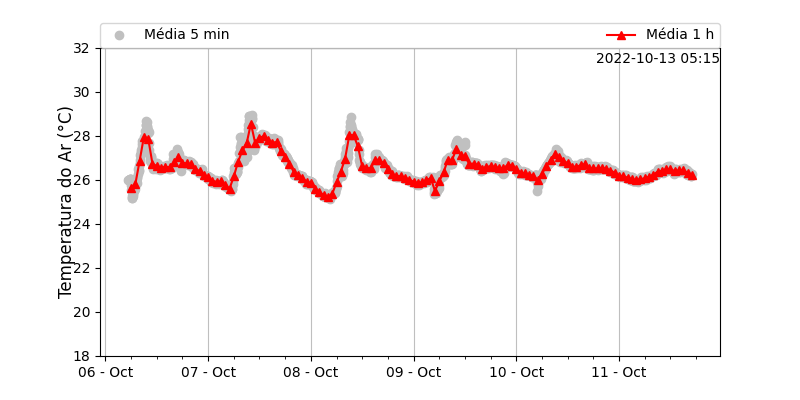 Média 5 min
Média 1 h
2022-10-13 05:15
Temperatura do Ar (°C)
32
30
28
26
24
22
20
18
06 - Oct
07 - Oct
08 - Oct
09 - Oct
10 - Oct
11 - Oct